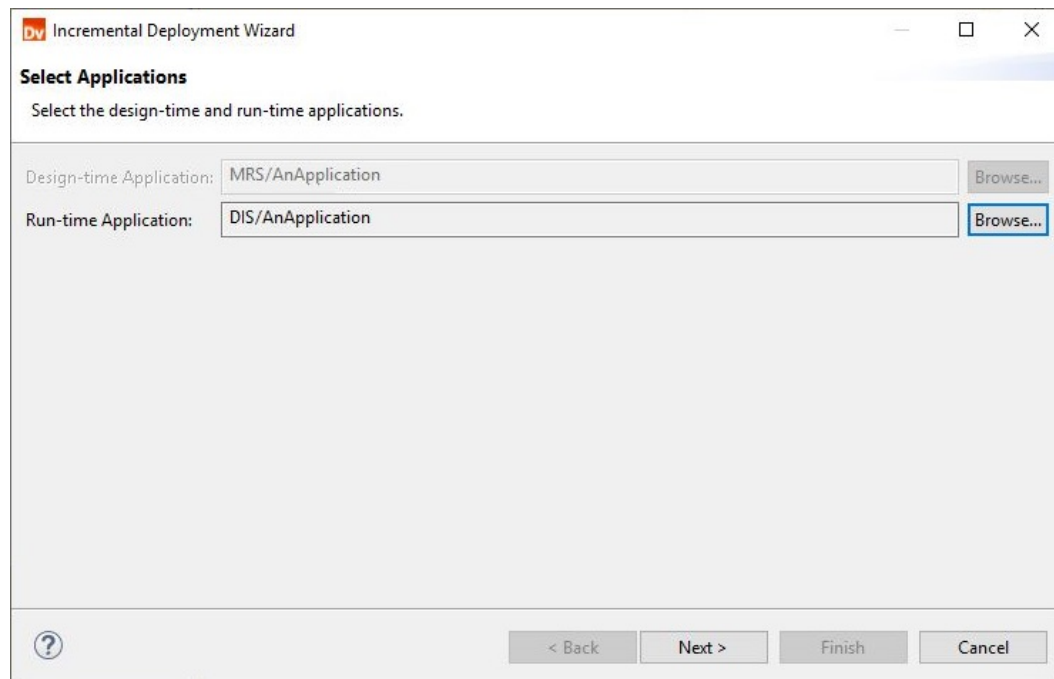 Dv Incremental Deployment Wizard
Select Applications
Select the design-time and run-time applications.
Design-time Application: MRS/AnApplication Browse...
Run-time Application: DIS/AnApplication Browse...
? < Back Next > Finish Cancel